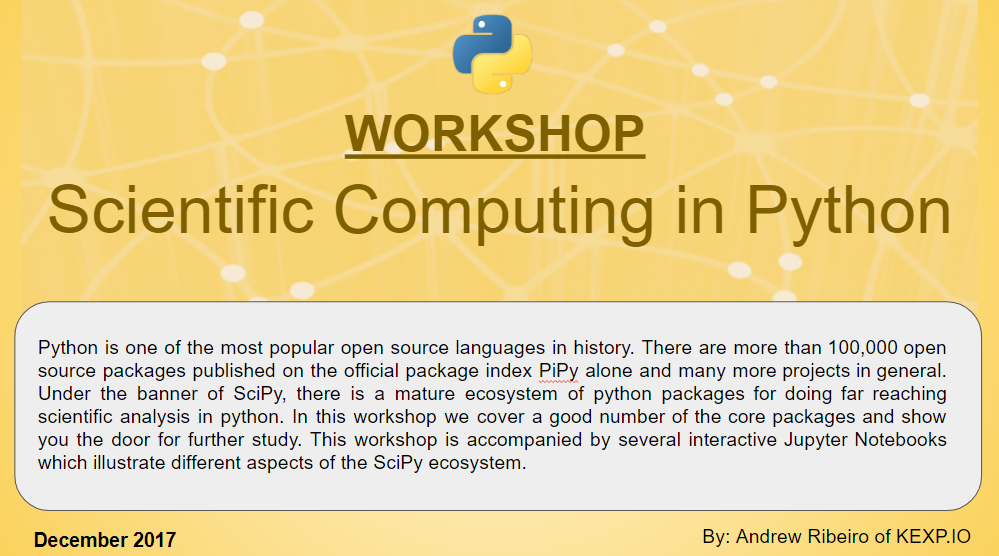 WORKSHOP
Scientific Computing in Python
Python is one of the most popular open source languages in history. There are more than 100,000 open
source packages published on the official package index PiPy alone and many more projects in general.
Under the banner of SciPy, there is a mature ecosystem of python packages for doing far reaching
scientific analysis in python. In this workshop we cover a good number of the core packages and show
you the door for further study. This workshop is accompanied by several interactive Jupyter Notebooks
which illustrate different aspects of the SciPy ecosystem.
December 2017
By: Andrew Ribeiro of KEXP.IO